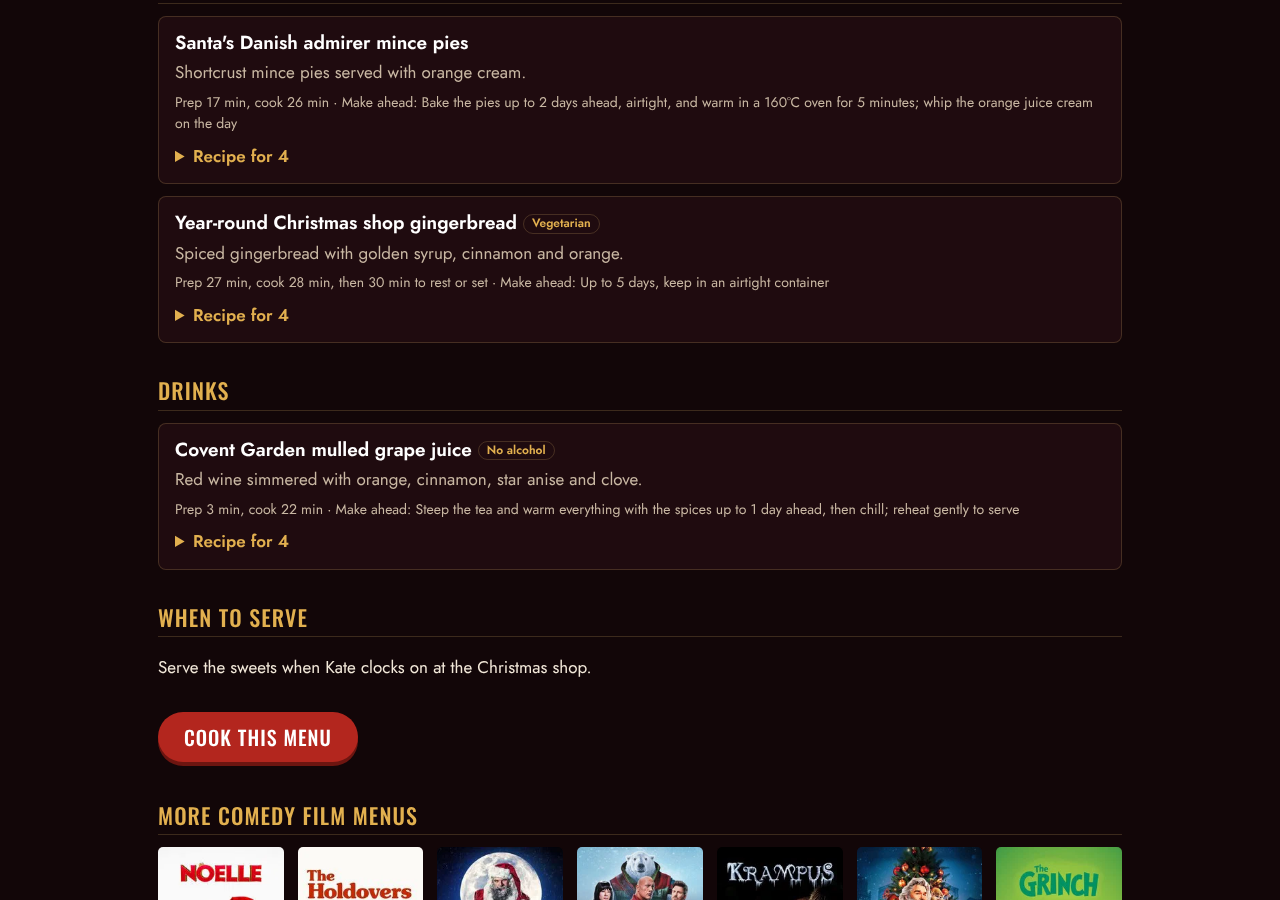 Santa's Danish admirer mince pies
Shortcrust mince pies served with orange cream.
Prep 17 min, cook 26 min · Make ahead: Bake the pies up to 2 days ahead, airtight, and warm in a 160°C oven for 5 minutes; whip the orange juice cream
on the day
▶ Recipe for 4
Year-round Christmas shop gingerbread Vegetarian
Spiced gingerbread with golden syrup, cinnamon and orange.
Prep 27 min, cook 28 min, then 30 min to rest or set · Make ahead: Up to 5 days, keep in an airtight container
▶ Recipe for 4
DRINKS
Covent Garden mulled grape juice No alcohol
Red wine simmered with orange, cinnamon, star anise and clove.
Prep 3 min, cook 22 min · Make ahead: Steep the tea and warm everything with the spices up to 1 day ahead, then chill; reheat gently to serve
▶ Recipe for 4
WHEN TO SERVE
Serve the sweets when Kate clocks on at the Christmas shop.
COOK THIS MENU
MORE COMEDY FILM MENUS
NOELLE
The Holdovers
KRAMPUS
The GRINCH